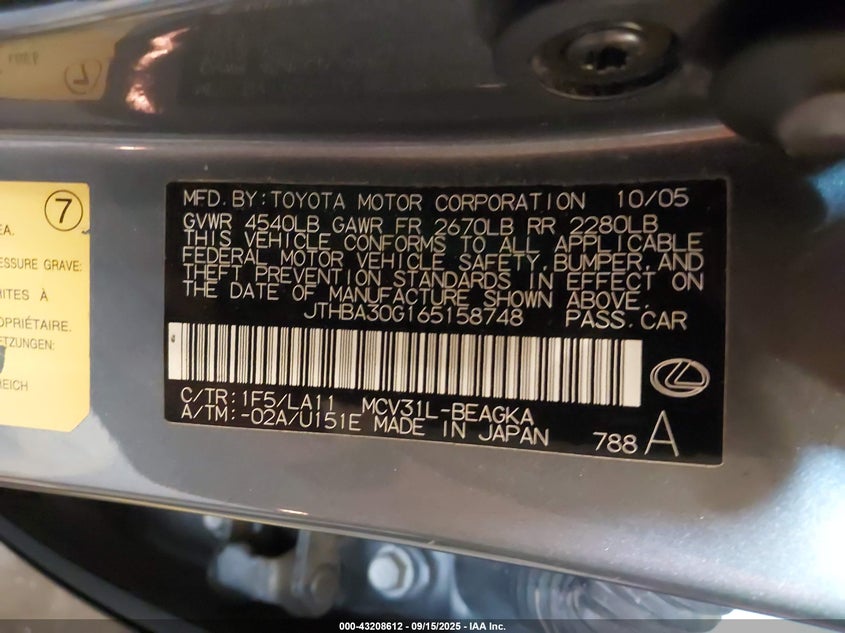 7
EA.
ESSURE GRAVE:
RITES À
OPRIÉTAIRE.
ETZUNGEN:
REICH
MFD. BY: TOYOTA MOTOR CORPORATION 10/05
GVWR 4540LB GAWR FR 2670LB RR 2280LB
THIS VEHICLE CONFORMS TO ALL APPLICABLE
FEDERAL MOTOR VEHICLE SAFETY, BUMPER, AND
THEFT PREVENTION STANDARDS IN EFFECT ON
THE DATE OF MANUFACTURE SHOWN ABOVE.
JTHBA30G165158748 PASS. CAR
C/TR: 1F5/LA11 MCV31L-BEAGKA
A/TM: -02A/U151E MADE IN JAPAN
788 A
000-43208612 - 09/15/2025 - IAA Inc.